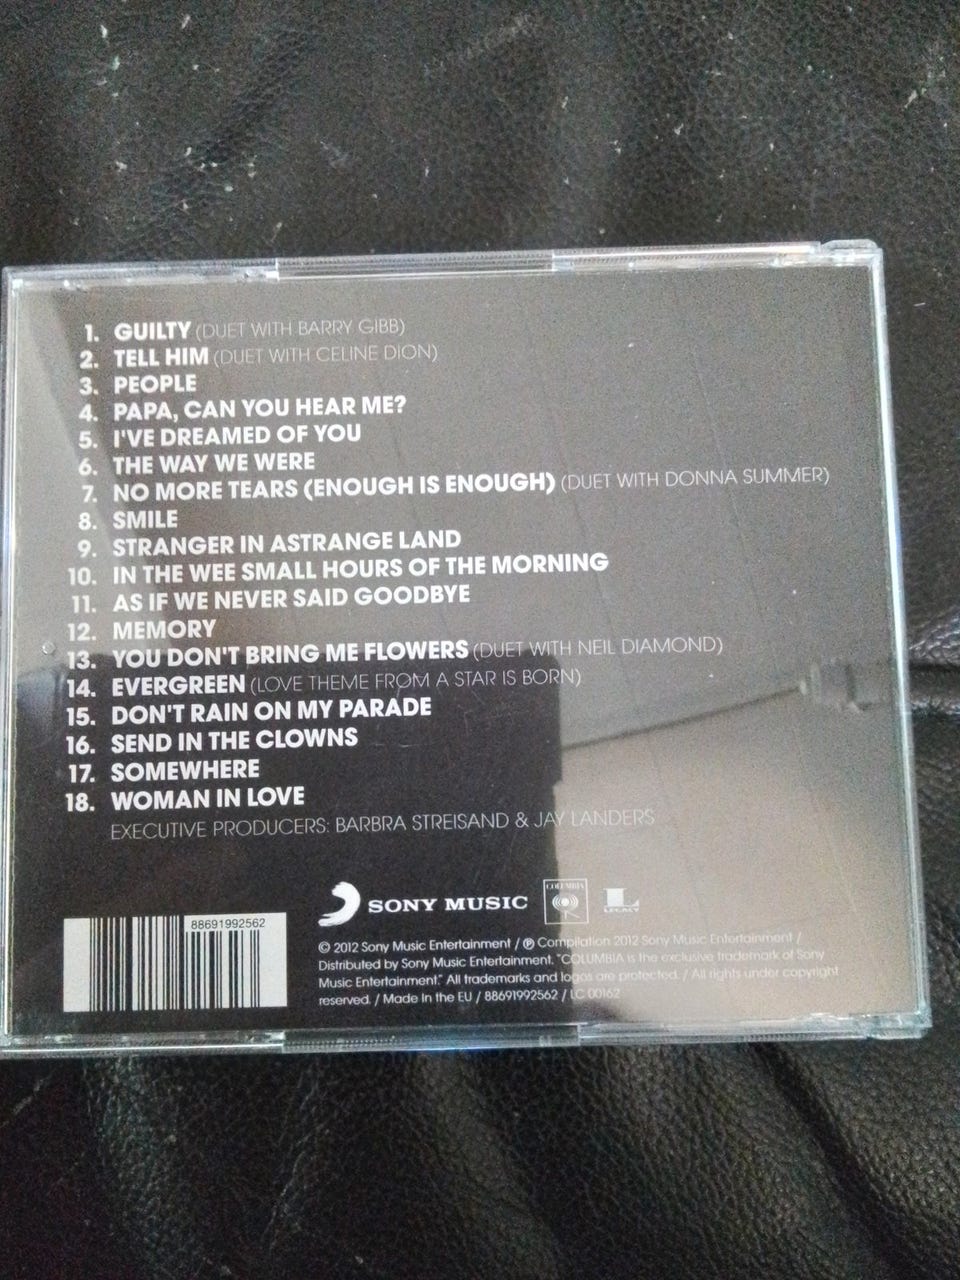 1. GUILTY (DUET WITH BARRY GIBB)
2. TELL HIM (DUET WITH CELINE DION)
3. PEOPLE
4. PAPA, CAN YOU HEAR ME?
5. I'VE DREAMED OF YOU
6. THE WAY WE WERE
7. NO MORE TEARS (ENOUGH IS ENOUGH) (DUET WITH DONNA SUMMER)
8. SMILE
9. STRANGER IN ASTRANGE LAND
10. IN THE WEE SMALL HOURS OF THE MORNING
11. AS IF WE NEVER SAID GOODBYE
12. MEMORY
13. YOU DON'T BRING ME FLOWERS (DUET WITH NEIL DIAMOND)
14. EVERGREEN (LOVE THEME FROM A STAR IS BORN)
15. DON'T RAIN ON MY PARADE
16. SEND IN THE CLOWNS
17. SOMEWHERE
18. WOMAN IN LOVE
EXECUTIVE PRODUCERS: BARBRA STREISAND & JAY LANDERS
88691992562
SONY MUSIC
COLUMBIA
LEGACY
© 2012 Sony Music Entertainment / ℗ Compilation 2012 Sony Music Entertainment /
Distributed by Sony Music Entertainment. "COLUMBIA is the exclusive trademark of Sony
Music Entertainment." All trademarks and logos are protected. / All rights under copyright
reserved. / Made in the EU / 88691992562 / LC 00162